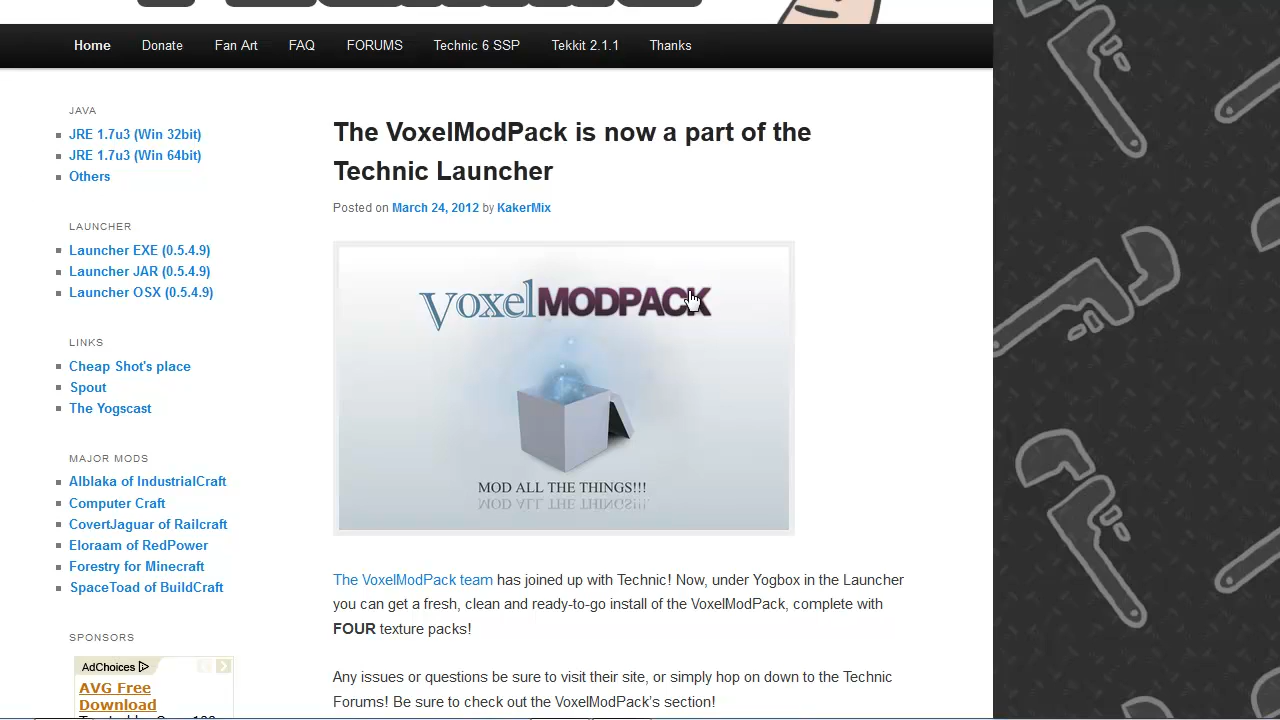 Home Donate Fan Art FAQ FORUMS Technic 6 SSP Tekkit 2.1.1 Thanks
JAVA
JRE 1.7u3 (Win 32bit)
JRE 1.7u3 (Win 64bit)
Others
LAUNCHER
Launcher EXE (0.5.4.9)
Launcher JAR (0.5.4.9)
Launcher OSX (0.5.4.9)
LINKS
Cheap Shot's place
Spout
The Yogscast
MAJOR MODS
Alblaka of IndustrialCraft
Computer Craft
CovertJaguar of Railcraft
Eloraam of RedPower
Forestry for Minecraft
SpaceToad of BuildCraft
SPONSORS
AdChoices
AVG Free
Download
The VoxelModPack is now a part of the
Technic Launcher
Posted on March 24, 2012 by KakerMix
Voxel MODPACK
MOD ALL THE THINGS!!!
The VoxelModPack team has joined up with Technic! Now, under Yogbox in the Launcher
you can get a fresh, clean and ready-to-go install of the VoxelModPack, complete with
FOUR texture packs!
Any issues or questions be sure to visit their site, or simply hop on down to the Technic
Forums! Be sure to check out the VoxelModPack's section!